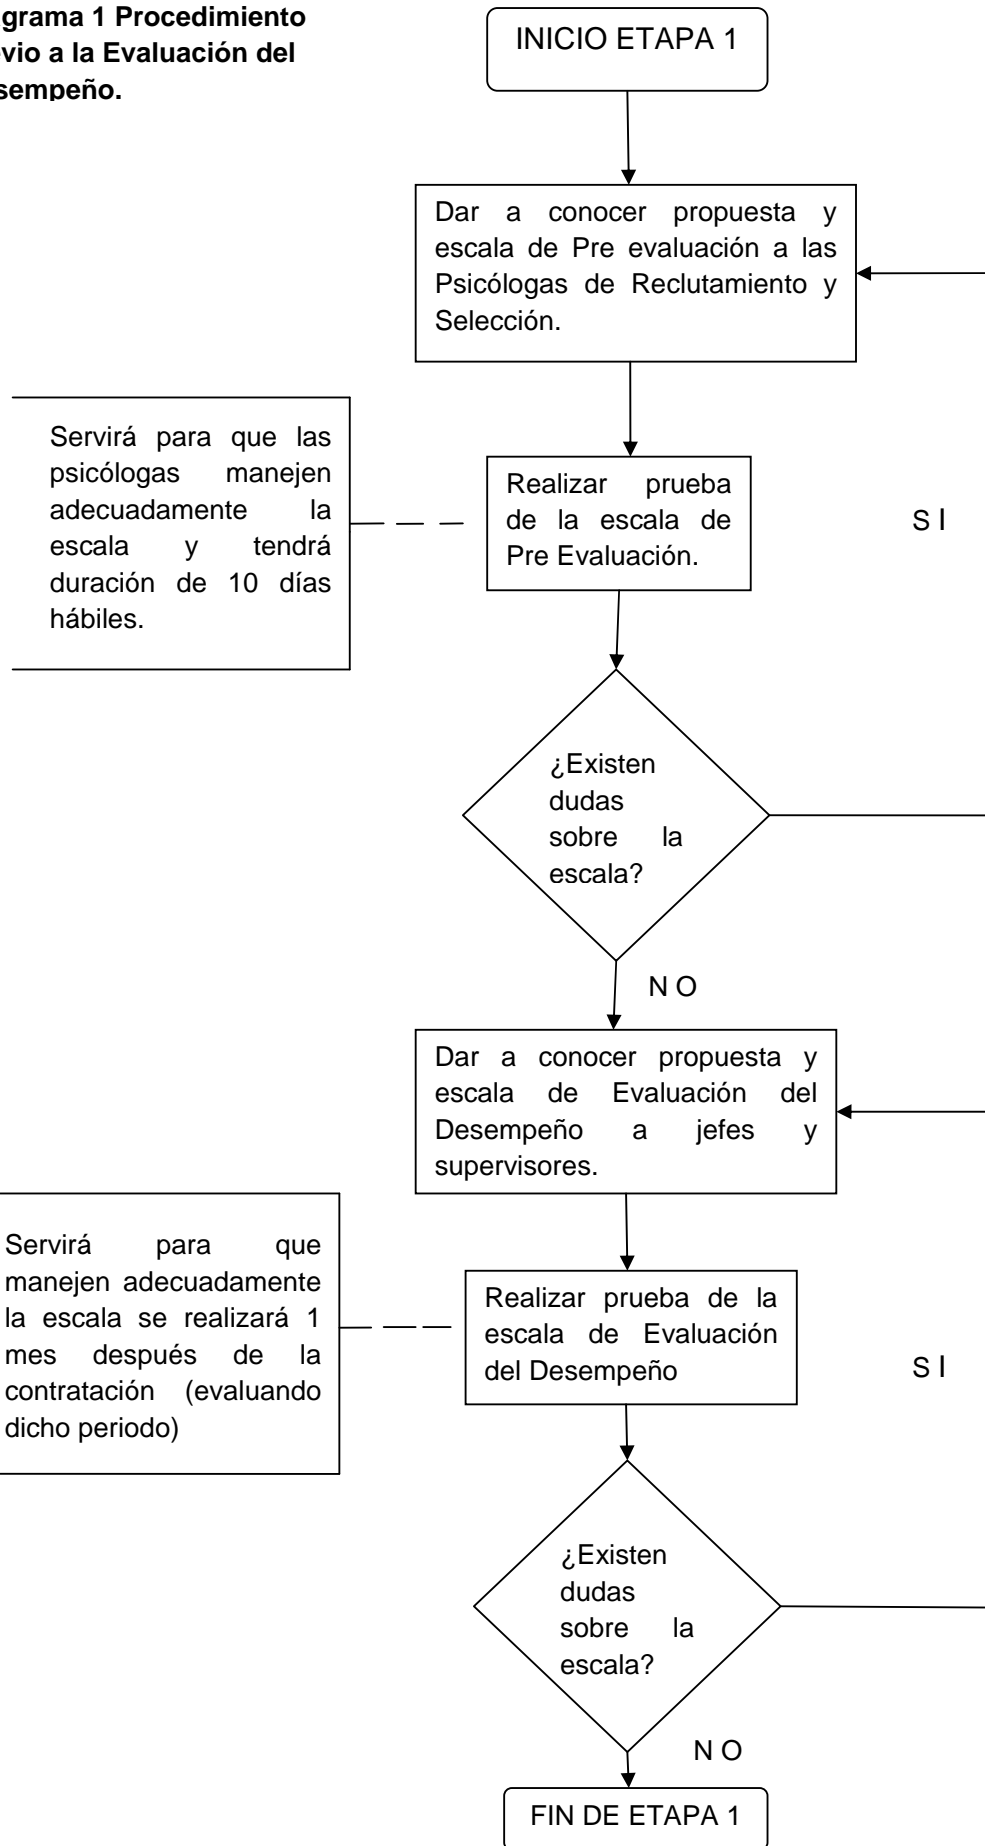 grama 1 Procedimiento
vio a la Evaluación del
sempeño.
INICIO ETAPA 1
Dar a conocer propuesta y
escala de Pre evaluación a las
Psicólogas de Reclutamiento y
Selección.
Servirá para que las
psicólogas manejen
adecuadamente la
escala y tendrá
duración de 10 días
hábiles.
Realizar prueba
de la escala de
Pre Evaluación.
S I
¿Existen
dudas
sobre la
escala?
N O
Dar a conocer propuesta y
escala de Evaluación del
Desempeño a jefes y
supervisores.
Servirá para que
manejen adecuadamente
la escala se realizará 1
mes después de la
contratación (evaluando
dicho periodo)
Realizar prueba de la
escala de Evaluación
del Desempeño
S I
¿Existen
dudas
sobre la
escala?
N O
FIN DE ETAPA 1